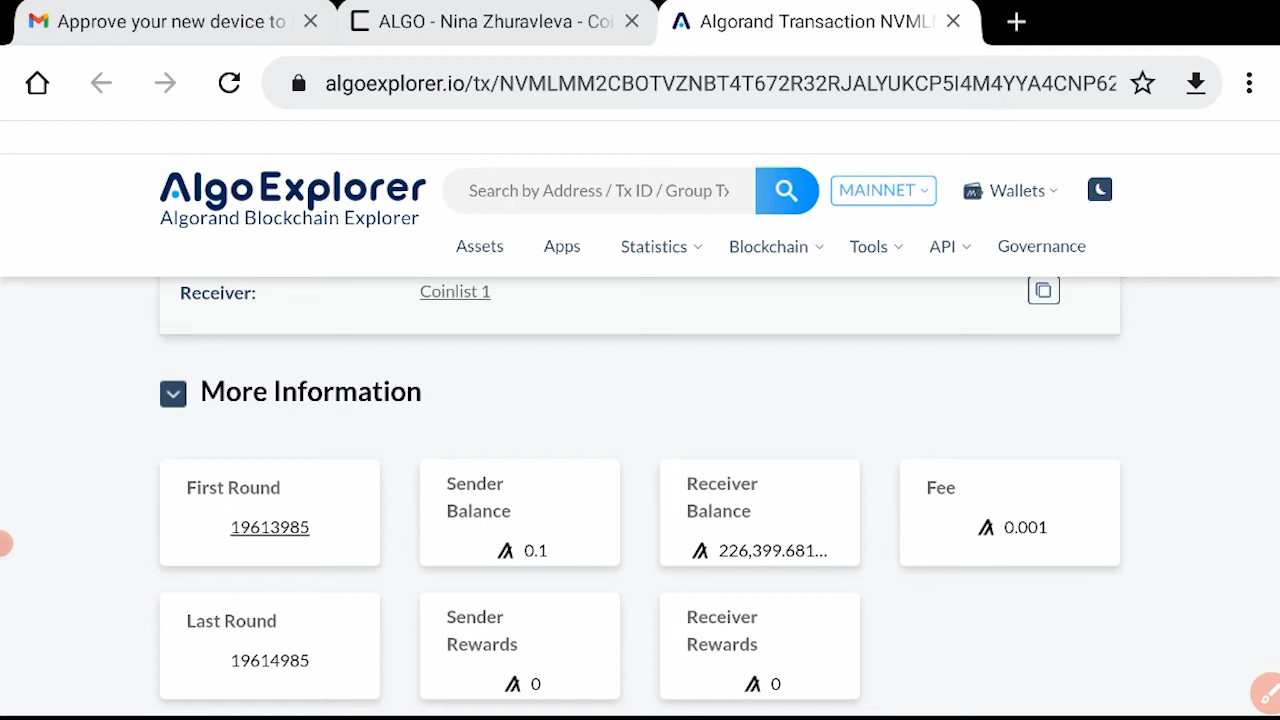 Approve your new device to
ALGO - Nina Zhuravleva - Coi
Algorand Transaction NVMLI
algoexplorer.io/tx/NVMLMM2CBOTVZNBT4T672R32RJALYUKCP5I4M4YYA4CNP62
AlgoExplorer
Algorand Blockchain Explorer
Search by Address / Tx ID / Group Tx
MAINNET
Wallets
Assets
Apps
Statistics
Blockchain
Tools
API
Governance
Receiver:
Coinlist 1
More Information
First Round
19613985
Sender
Balance
0.1
Receiver
Balance
226,399.681...
Fee
0.001
Last Round
19614985
Sender
Rewards
0
Receiver
Rewards
0